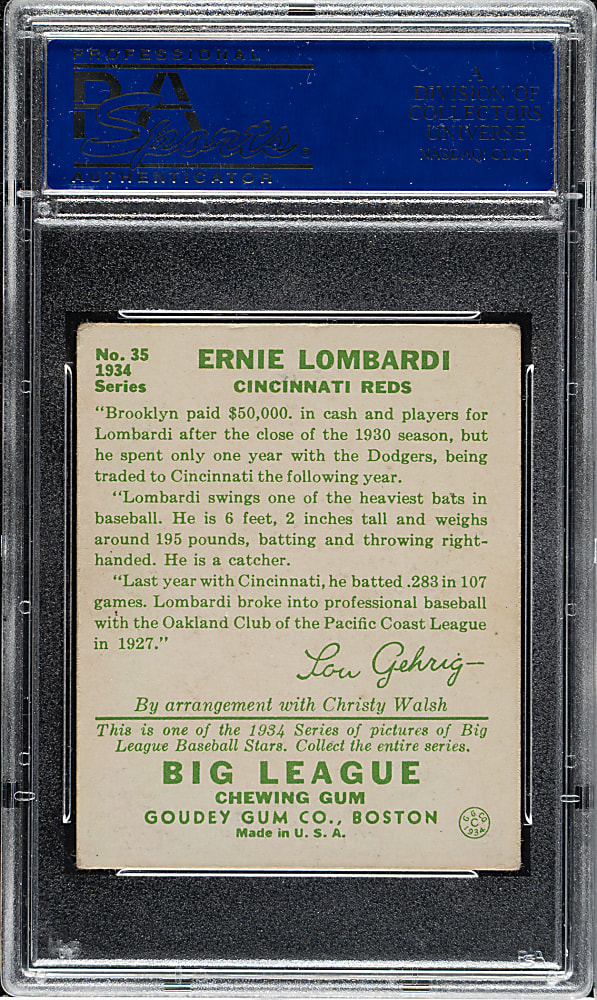 PROFESSIONAL
PSA
Sports
AUTHENTICATOR
A
DIVISION OF
COLLECTORS
UNIVERSE
NASDAQ: CLCT
No. 35
1934
Series
ERNIE LOMBARDI
CINCINNATI REDS
"Brooklyn paid $50,000. in cash and players for
Lombardi after the close of the 1930 season, but
he spent only one year with the Dodgers, being
traded to Cincinnati the following year.
"Lombardi swings one of the heaviest bats in
baseball. He is 6 feet, 2 inches tall and weighs
around 195 pounds, batting and throwing right-
handed. He is a catcher.
"Last year with Cincinnati, he batted .283 in 107
games. Lombardi broke into professional baseball
with the Oakland Club of the Pacific Coast League
in 1927."
Lou Gehrig
By arrangement with Christy Walsh
This is one of the 1934 Series of pictures of Big
League Baseball Stars. Collect the entire series.
BIG LEAGUE
CHEWING GUM
GOUDEY GUM CO., BOSTON
Made in U. S. A.
G. G. CO.
C
1934
PSA